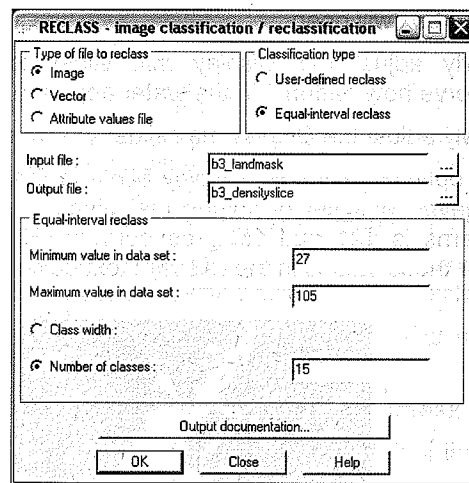 RECLASS - image classification / reclassification
Type of file to reclass
Image
Vector
Attribute values file
Classification type
User-defined reclass
Equal-interval reclass
Input file :
b3_landmask
...
Output file :
b3_densityslice
...
Equal-interval reclass
Minimum value in data set :
27
Maximum value in data set :
105
Class width :
Number of classes :
15
Output documentation...
OK
Close
Help